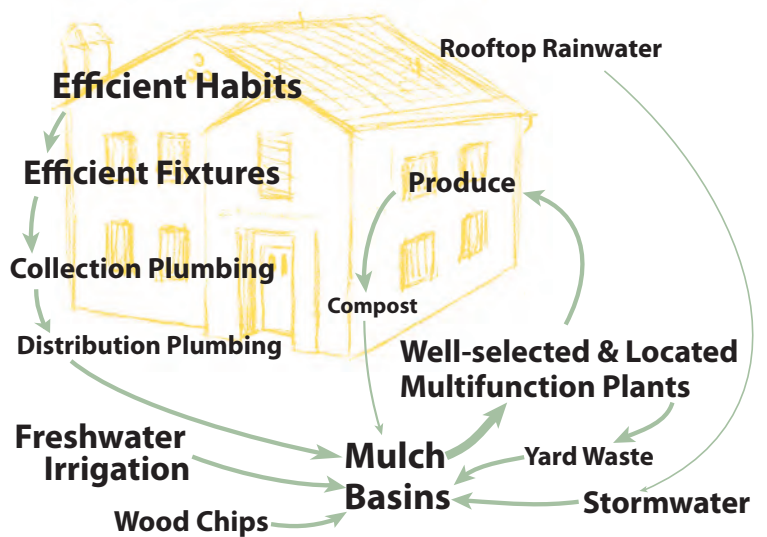 Rooftop Rainwater
Efficient Habits
Efficient Fixtures
Produce
Collection Plumbing
Compost
Distribution Plumbing
Well-selected & Located
Multifunction Plants
Freshwater
Irrigation
Mulch
Basins
Yard Waste
Stormwater
Wood Chips